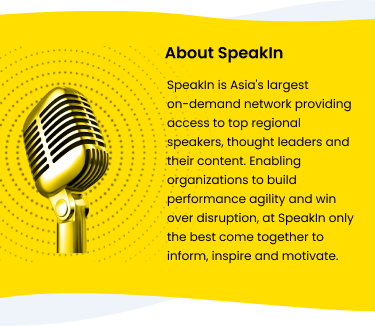 About SpeakIn
SpeakIn is Asia's largest
on-demand network providing
access to top regional
speakers, thought leaders and
their content. Enabling
organizations to build
performance agility and win
over disruption, at SpeakIn only
the best come together to
inform, inspire and motivate.